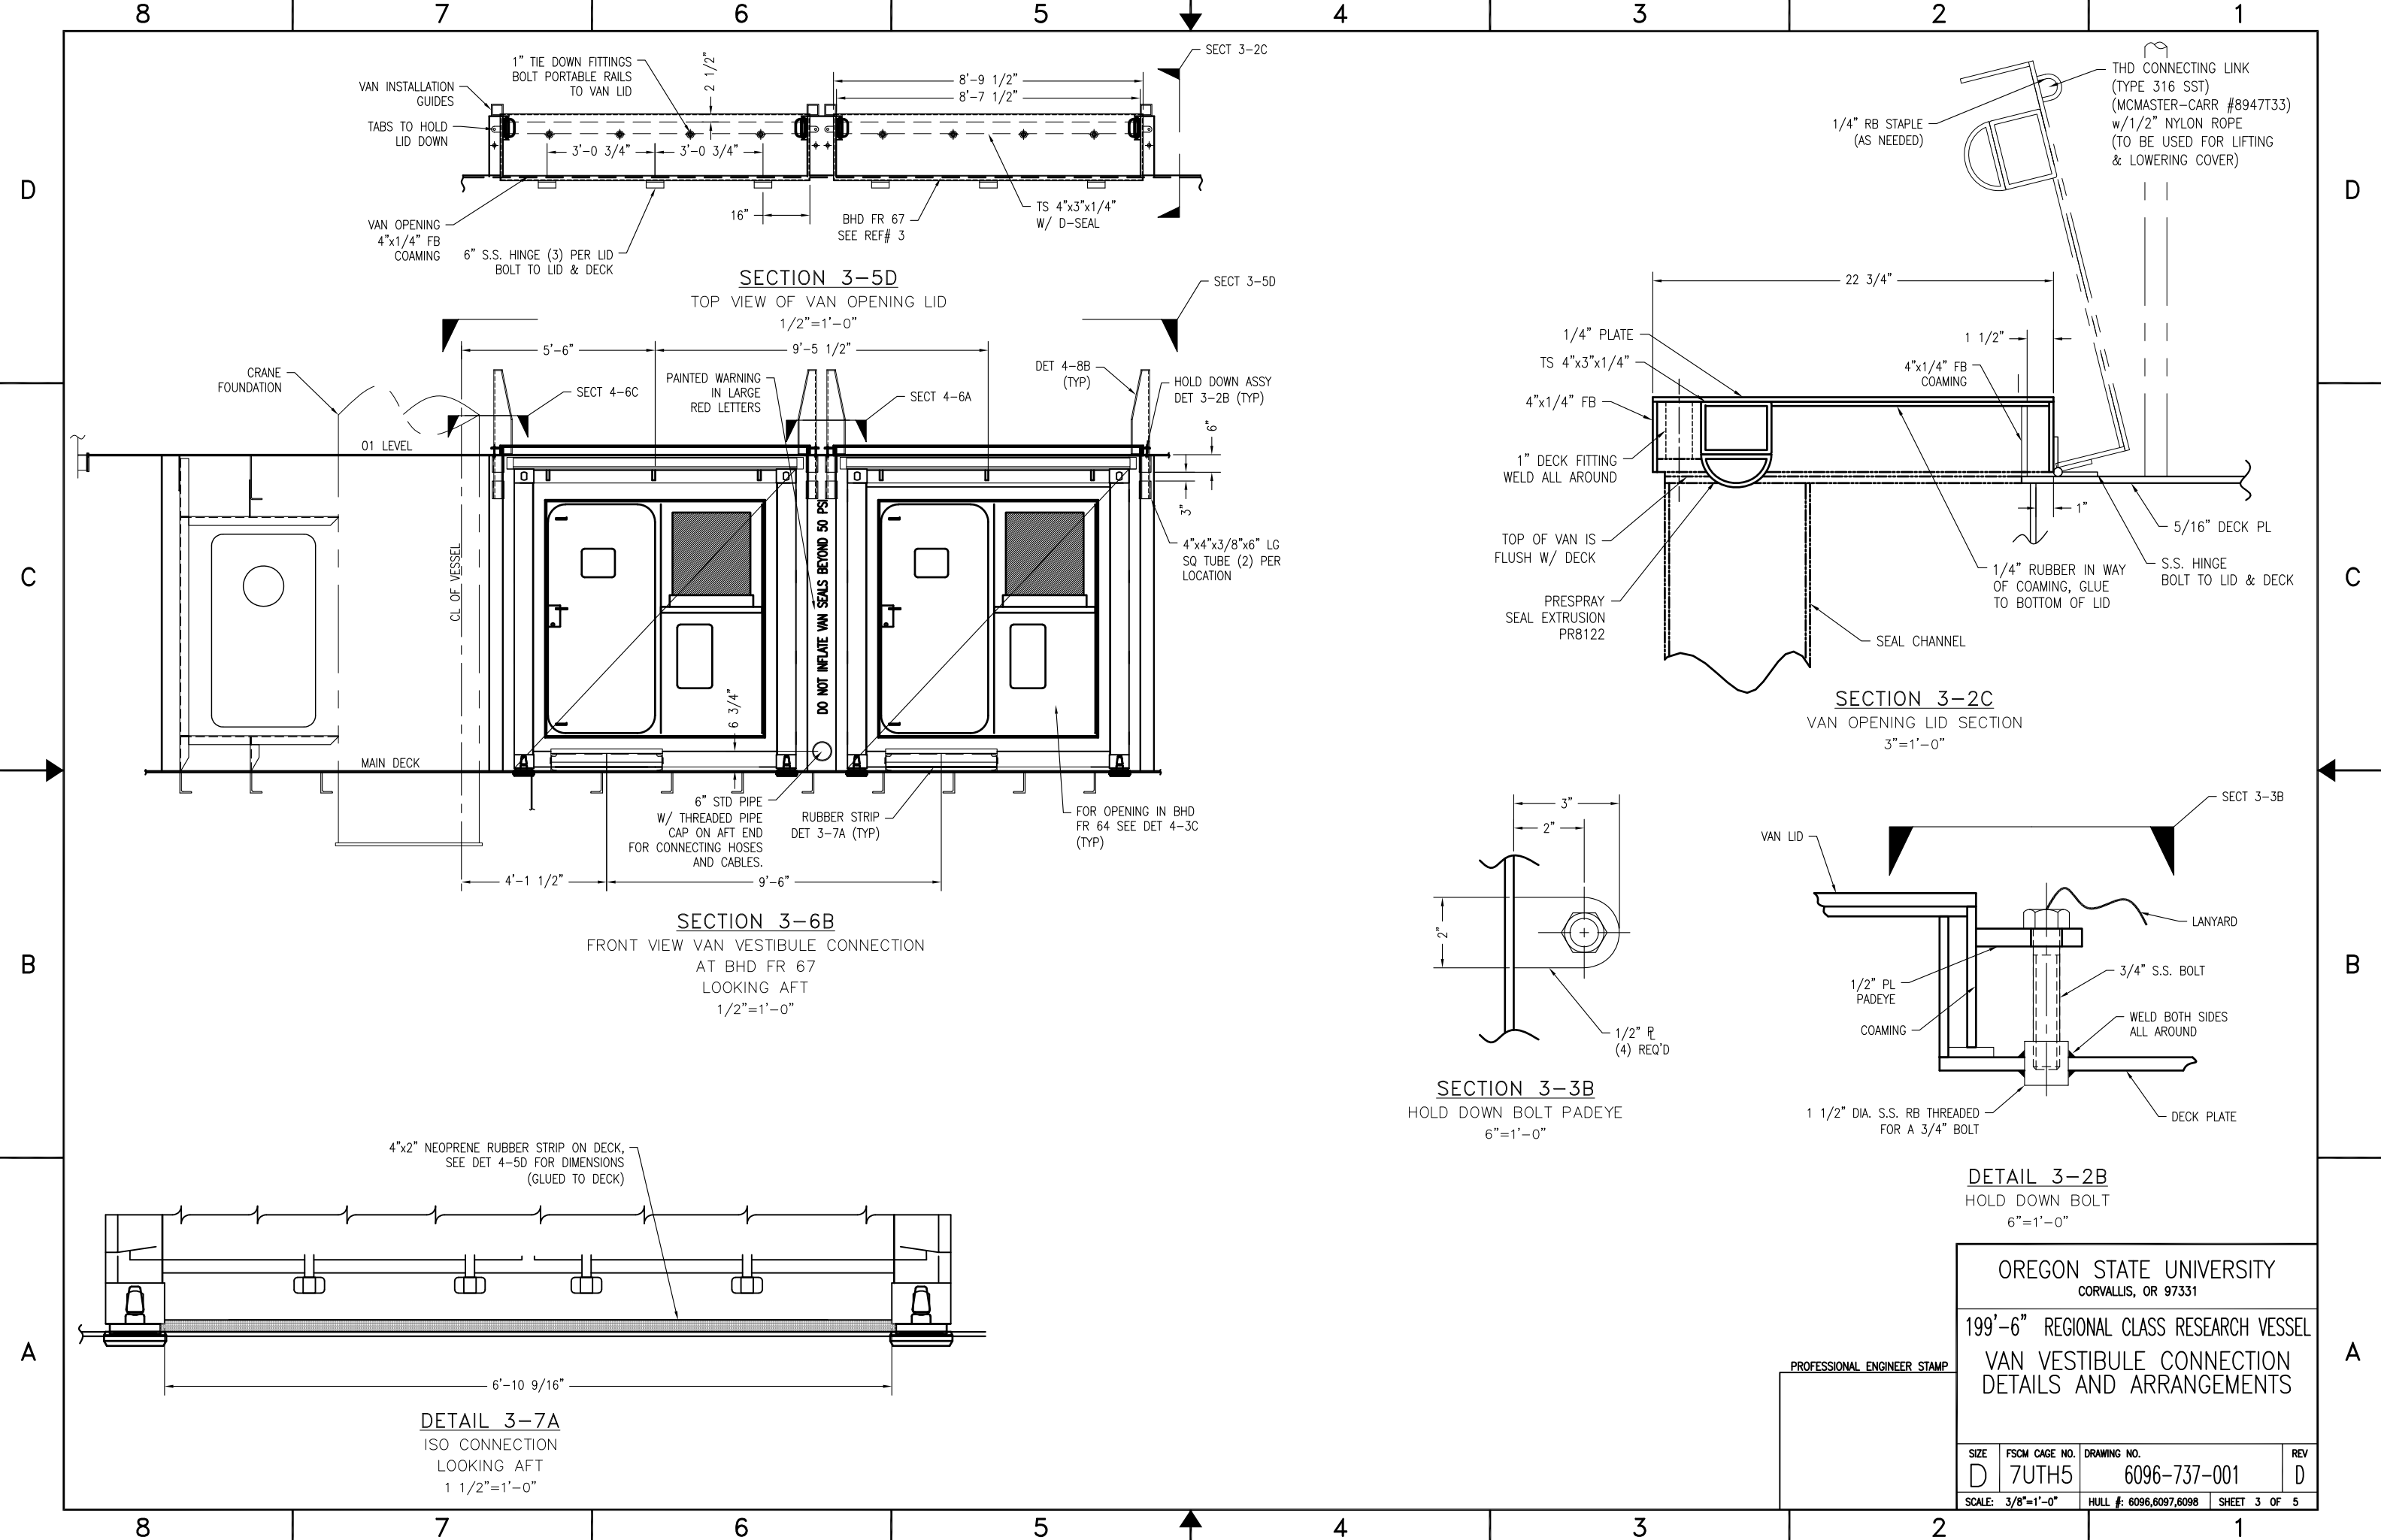 8 7 6 5 4 3 2 1
D
C
B
A
D
C
B
A
SECT 3-2C
1" TIE DOWN FITTINGS
BOLT PORTABLE RAILS
TO VAN LID
2 1/2"
VAN INSTALLATION
GUIDES
TABS TO HOLD
LID DOWN
8'-9 1/2"
8'-7 1/2"
3'-0 3/4"
3'-0 3/4"
16"
VAN OPENING
4"x1/4" FB
COAMING
6" S.S. HINGE (3) PER LID
BOLT TO LID & DECK
BHD FR 67
SEE REF# 3
TS 4"x3"x1/4"
W/ D-SEAL
SECTION 3-5D
TOP VIEW OF VAN OPENING LID
1/2"=1'-0"
SECT 3-5D
5'-6"
9'-5 1/2"
CRANE
FOUNDATION
SECT 4-6C
PAINTED WARNING
IN LARGE
RED LETTERS
SECT 4-6A
DET 4-8B
(TYP)
HOLD DOWN ASSY
DET 3-2B (TYP)
6"
3"
01 LEVEL
CL OF VESSEL
DO NOT INFLATE VAN SEALS BEYOND 50 PSI
4"x4"x3/8"x6" LG
SQ TUBE (2) PER
LOCATION
6 3/4"
MAIN DECK
6" STD PIPE
W/ THREADED PIPE
CAP ON AFT END
FOR CONNECTING HOSES
AND CABLES.
RUBBER STRIP
DET 3-7A (TYP)
FOR OPENING IN BHD
FR 64 SEE DET 4-3C
(TYP)
4'-1 1/2"
9'-6"
SECTION 3-6B
FRONT VIEW VAN VESTIBULE CONNECTION
AT BHD FR 67
LOOKING AFT
1/2"=1'-0"
THD CONNECTING LINK
(TYPE 316 SST)
(MCMASTER-CARR #8947T33)
w/1/2" NYLON ROPE
(TO BE USED FOR LIFTING
& LOWERING COVER)
1/4" RB STAPLE
(AS NEEDED)
22 3/4"
1/4" PLATE
TS 4"x3"x1/4"
4"x1/4" FB
1" DECK FITTING
WELD ALL AROUND
1 1/2"
4"x1/4" FB
COAMING
1"
TOP OF VAN IS
FLUSH W/ DECK
PRESPRAY
SEAL EXTRUSION
PR8122
5/16" DECK PL
S.S. HINGE
BOLT TO LID & DECK
1/4" RUBBER IN WAY
OF COAMING, GLUE
TO BOTTOM OF LID
SEAL CHANNEL
SECTION 3-2C
VAN OPENING LID SECTION
3"=1'-0"
3"
2"
2"
1/2" PL
(4) REQ'D
SECTION 3-3B
HOLD DOWN BOLT PADEYE
6"=1'-0"
SECT 3-3B
VAN LID
LANYARD
1/2" PL
PADEYE
3/4" S.S. BOLT
COAMING
WELD BOTH SIDES
ALL AROUND
1 1/2" DIA. S.S. RB THREADED
FOR A 3/4" BOLT
DECK PLATE
DETAIL 3-2B
HOLD DOWN BOLT
6"=1'-0"
4"x2" NEOPRENE RUBBER STRIP ON DECK,
SEE DET 4-5D FOR DIMENSIONS
(GLUED TO DECK)
6'-10 9/16"
DETAIL 3-7A
ISO CONNECTION
LOOKING AFT
1 1/2"=1'-0"
PROFESSIONAL ENGINEER STAMP
OREGON STATE UNIVERSITY
CORVALLIS, OR 97331
199'-6" REGIONAL CLASS RESEARCH VESSEL
VAN VESTIBULE CONNECTION
DETAILS AND ARRANGEMENTS
SIZE FSCM CAGE NO. DRAWING NO. REV
D 7UTH5 6096-737-001 D
SCALE: 3/8"=1'-0" HULL #: 6096,6097,6098 SHEET 3 OF 5
8 7 6 5 4 3 2 1